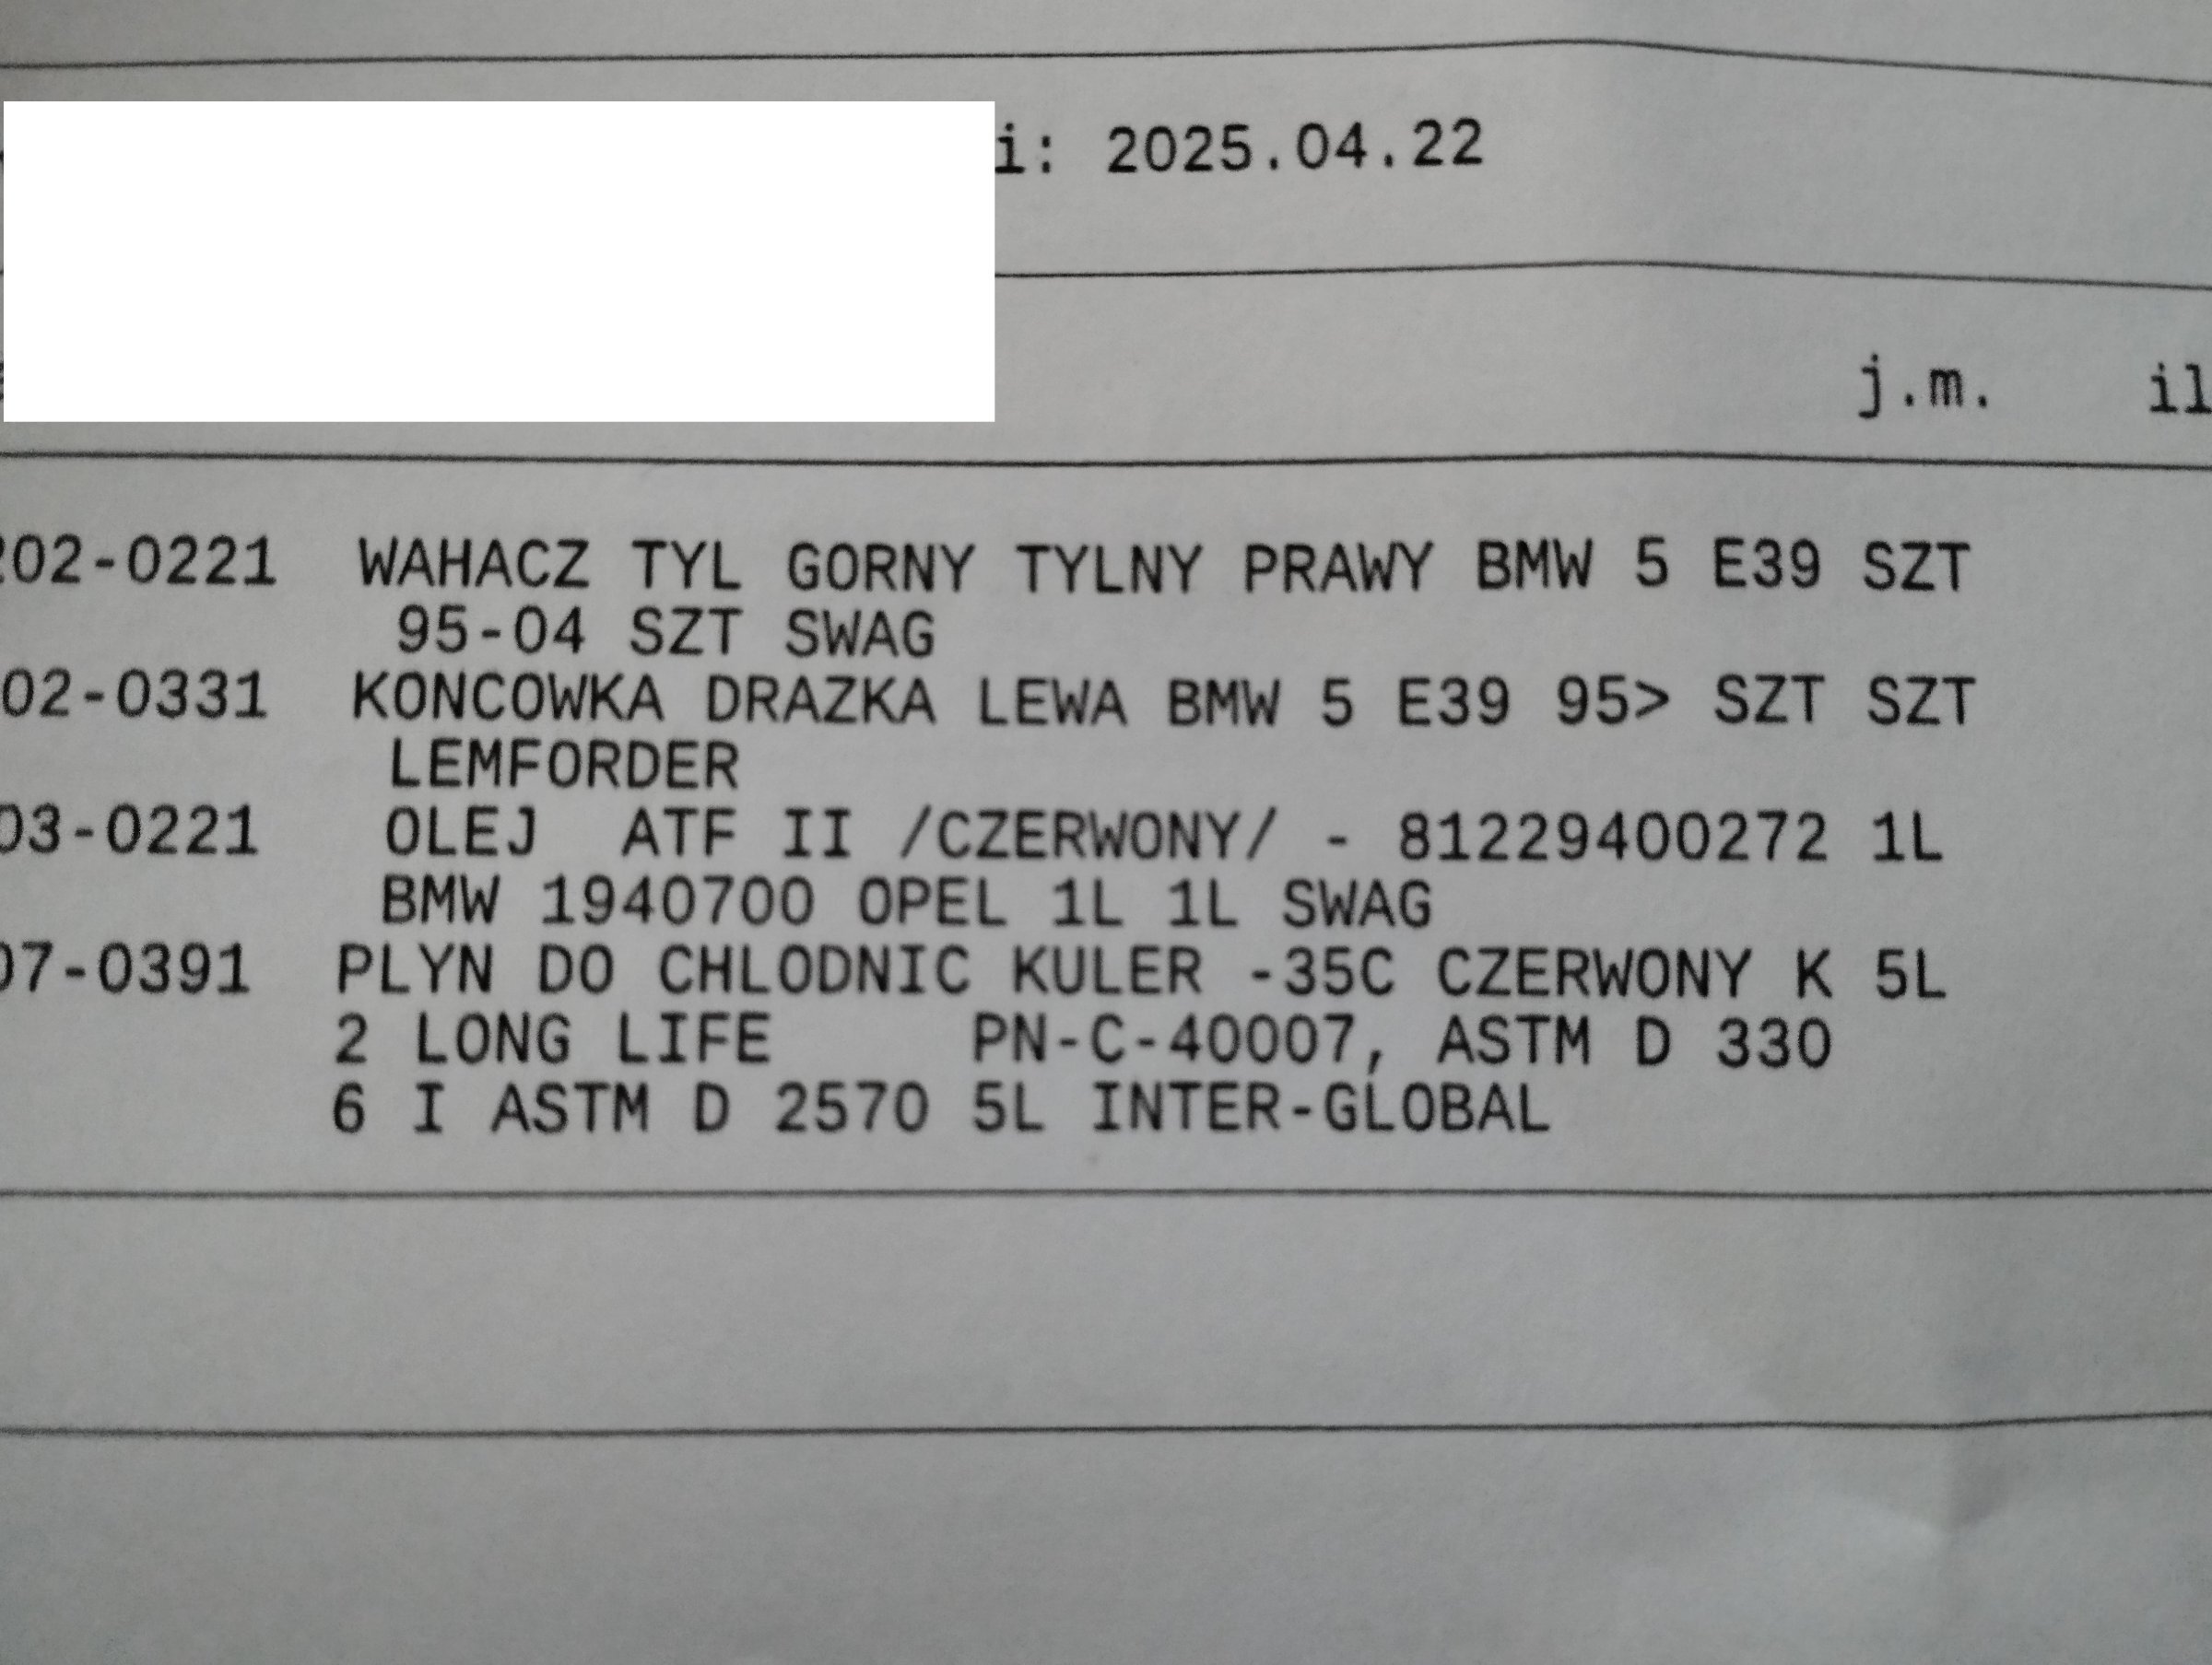 i: 2025.04.22
j.m. il
02-0221 WAHACZ TYL GORNY TYLNY PRAWY BMW 5 E39 SZT
95-04 SZT SWAG
02-0331 KONCOWKA DRAZKA LEWA BMW 5 E39 95> SZT SZT
LEMFORDER
03-0221 OLEJ ATF II /CZERWONY/ - 81229400272 1L
BMW 1940700 OPEL 1L 1L SWAG
07-0391 PLYN DO CHLODNIC KULER -35C CZERWONY K 5L
2 LONG LIFE PN-C-40007, ASTM D 330
6 I ASTM D 2570 5L INTER-GLOBAL